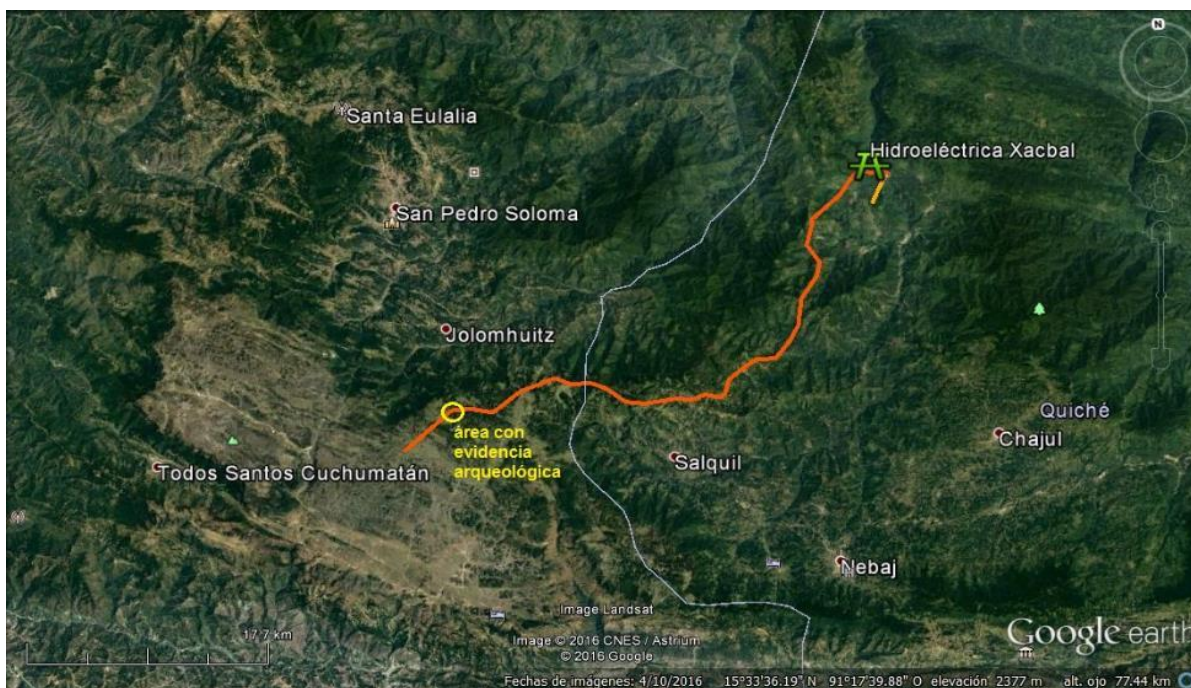 N
Santa Eulalia
Hidroeléctrica Xacbal
San Pedro Soloma
Jolomhuitz
área con
evidencia
arqueológica
Quiché
Chajul
Salquil
Todos Santos Cuchumatán
Nebaj
Image Landsat
17.7 km
Image © 2016 CNES / Astrium
© 2016 Google
Google earth
Fechas de imágenes: 4/10/2016 15°33'36.19" N 91°17'39.88" O elevación 2377 m alt. ojo 77.44 km